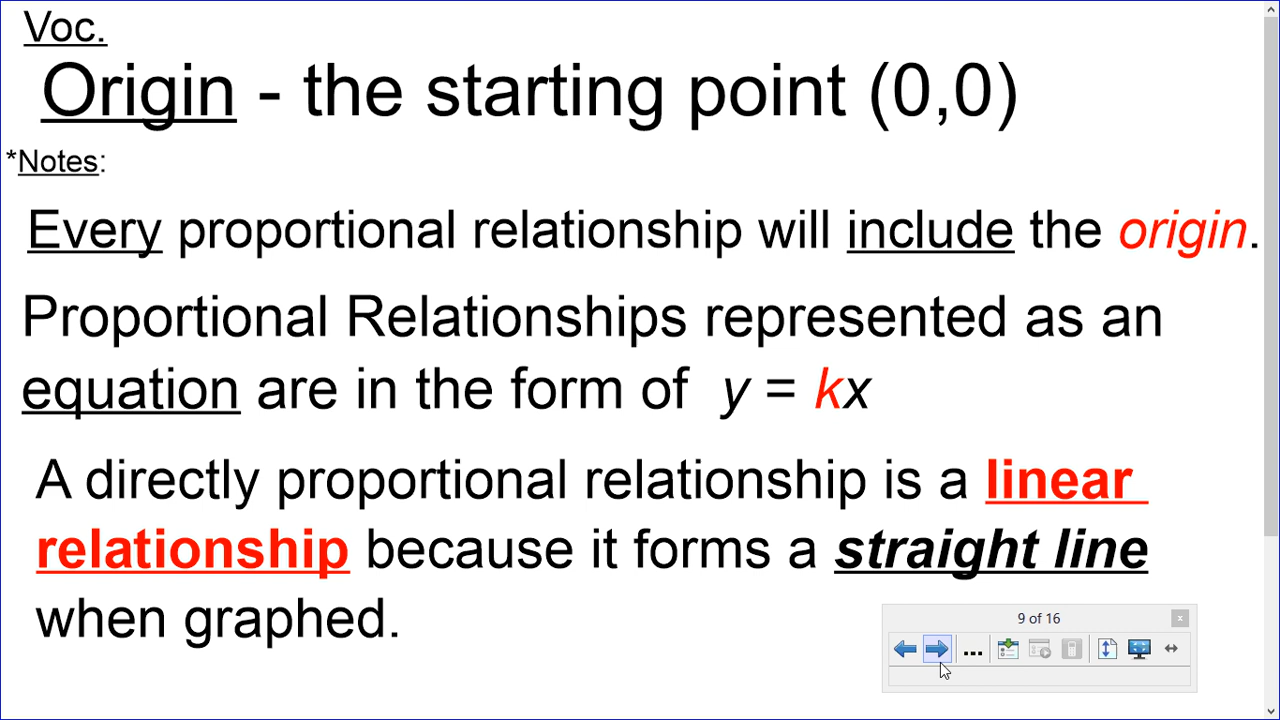 Voc.
Origin - the starting point (0,0)
*Notes:
Every proportional relationship will include the origin.
Proportional Relationships represented as an
equation are in the form of y = kx
A directly proportional relationship is a linear
relationship because it forms a straight line
when graphed.
9 of 16